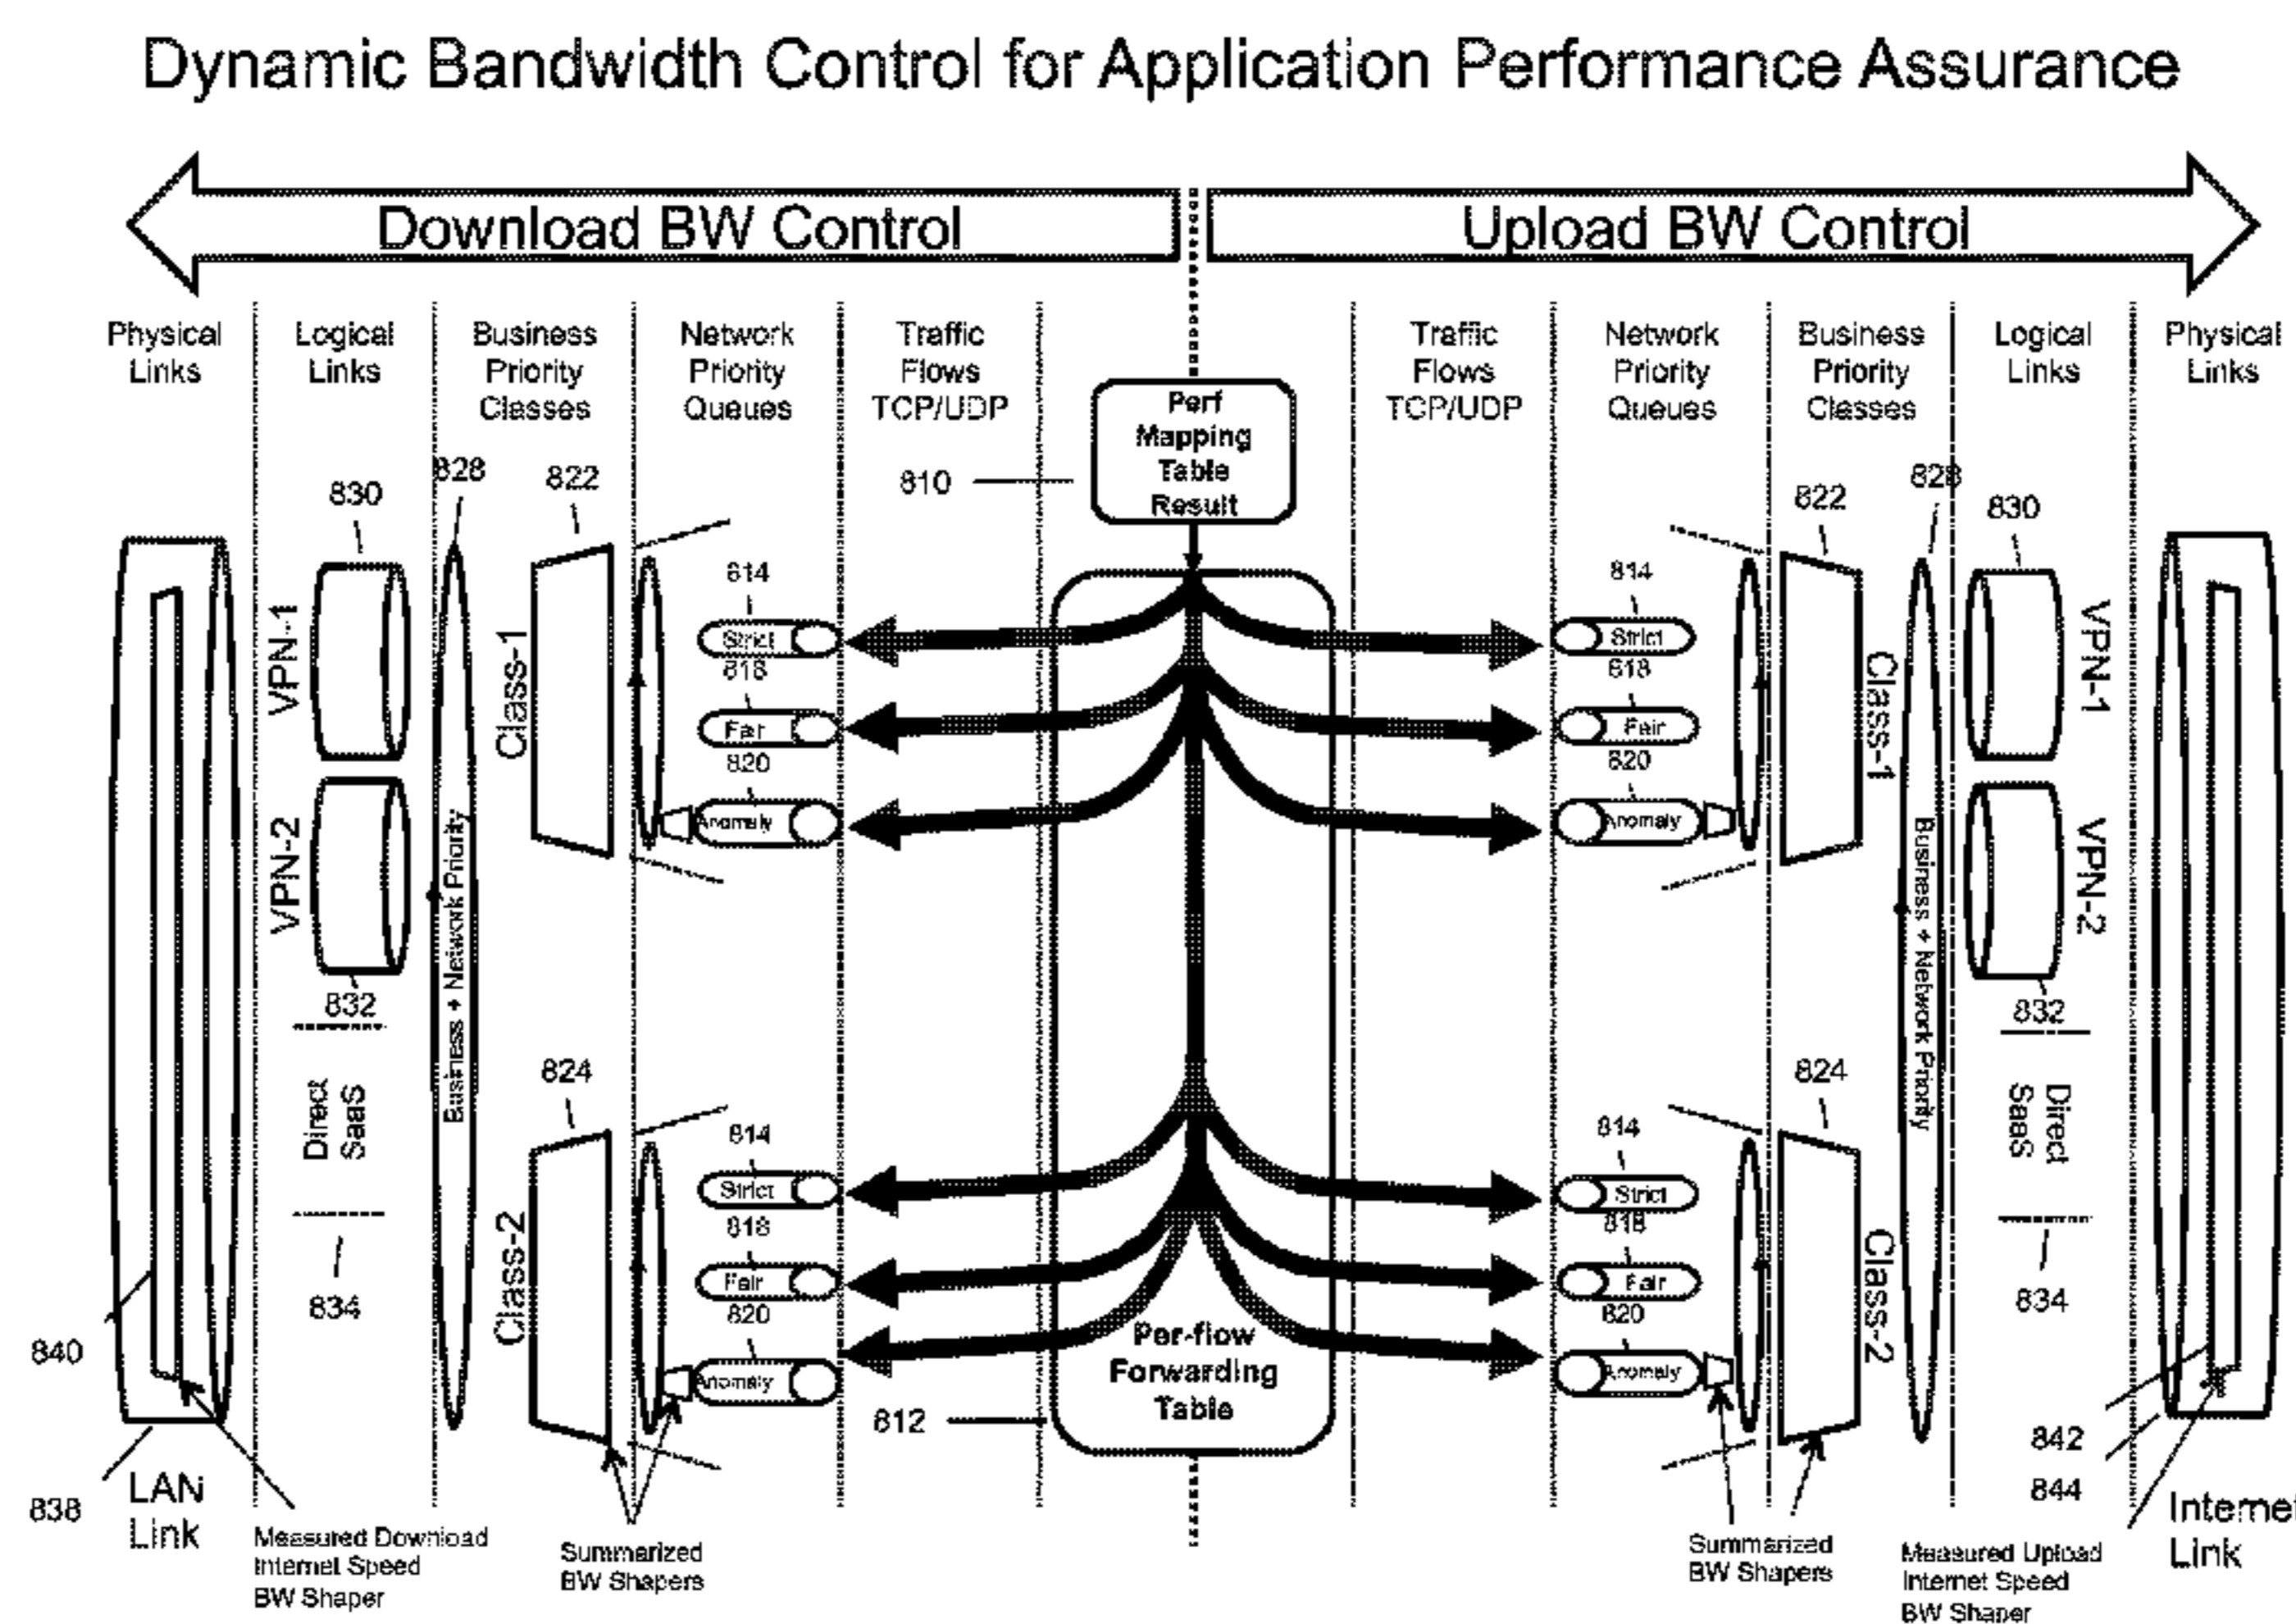 Dynamic Bandwidth Control for Application Performance Assurance
Download BW Control
Upload BW Control
Physical
Links
Logical
Links
Business
Priority
Classes
Network
Priority
Queues
Traffic
Flows
TCP/UDP
Perf
Mapping
Table
Result
Traffic
Flows
TCP/UDP
Network
Priority
Queues
Business
Priority
Classes
Logical
Links
Physical
Links
810
830
828
822
814
Strict
818
Fair
820
Anomaly
VPN-1
VPN-2
Class-1
Business + Network Priority
832
Direct
SaaS
834
824
814
Strict
818
Fair
820
Anomaly
Class-2
840
838
LAN
Link
Measured Download
Internet Speed
BW Shaper
Summarized
BW Shapers
812
Per-flow
Forwarding
Table
814
Strict
818
Fair
820
Anomaly
822
828
830
Class-1
VPN-1
VPN-2
Business + Network Priority
832
Direct
SaaS
834
824
814
Strict
818
Fair
820
Anomaly
Class-2
842
844
Summarized
BW Shapers
Measured Upload
Internet Speed
BW Shaper
Interne
Link